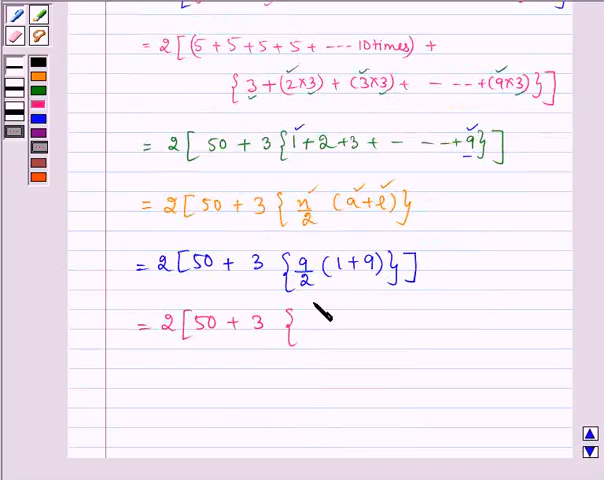 = 2[(5+5+5+5+ --- 10 times) +
{3 + (2×3) + (3×3) + - -- + (9×3)}]
= 2[ 50 + 3 {1+2+3+ - - -- + 9}]
= 2[50 + 3 { n/2 (a+l)}
= 2[50 + 3 {9/2 (1+9)}]
= 2[50 + 3 {